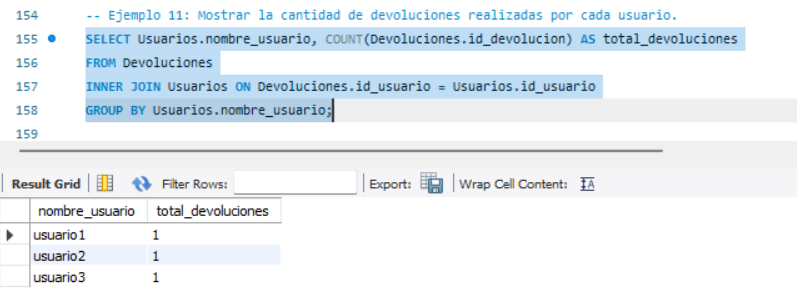 154 -- Ejemplo 11: Mostrar la cantidad de devoluciones realizadas por cada usuario.
155 SELECT Usuarios.nombre_usuario, COUNT(Devoluciones.id_devolucion) AS total_devoluciones
156 FROM Devoluciones
157 INNER JOIN Usuarios ON Devoluciones.id_usuario = Usuarios.id_usuario
158 GROUP BY Usuarios.nombre_usuario;
159
Result Grid Filter Rows: Export: Wrap Cell Content: IA
nombre_usuario total_devoluciones
usuario1 1
usuario2 1
usuario3 1